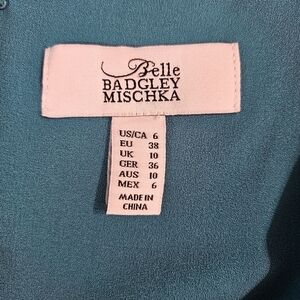 Belle
BADGLEY
MISCHKA
US/CA 6
EU 38
UK 10
GER 36
AUS 10
MEX 6
MADE IN
CHINA